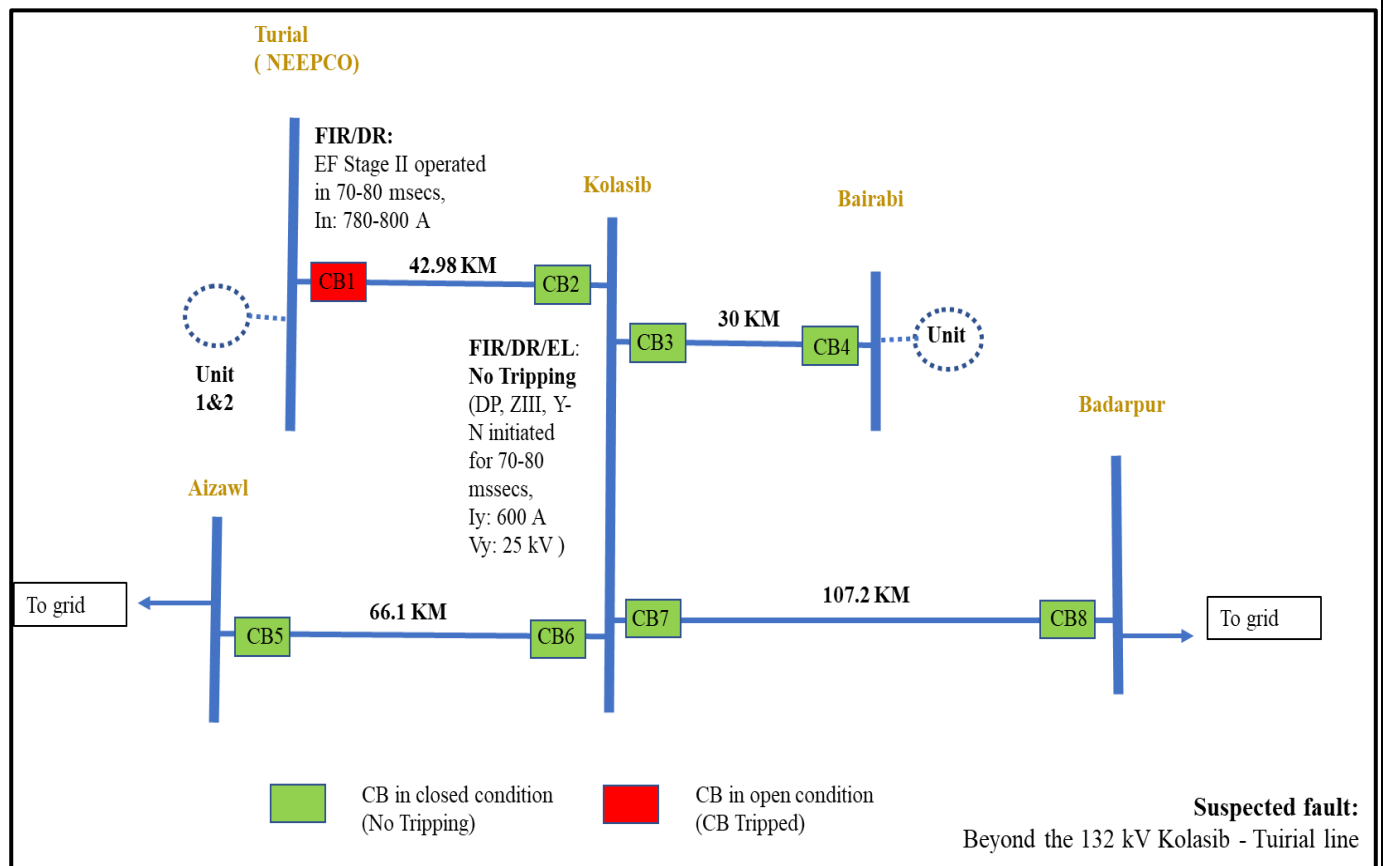 Turial
( NEEPCO)
FIR/DR:
EF Stage II operated
in 70-80 msecs,
In: 780-800 A
Kolasib
Bairabi
CB1
42.98 KM
CB2
CB3
30 KM
CB4
Unit
Unit
1&2
FIR/DR/EL:
No Tripping
(DP, ZIII, Y-
N initiated
for 70-80
mssecs,
Iy: 600 A
Vy: 25 kV )
Badarpur
Aizawl
To grid
CB5
66.1 KM
CB6
CB7
107.2 KM
CB8
To grid
CB in closed condition
(No Tripping)
CB in open condition
(CB Tripped)
Suspected fault:
Beyond the 132 kV Kolasib - Tuirial line